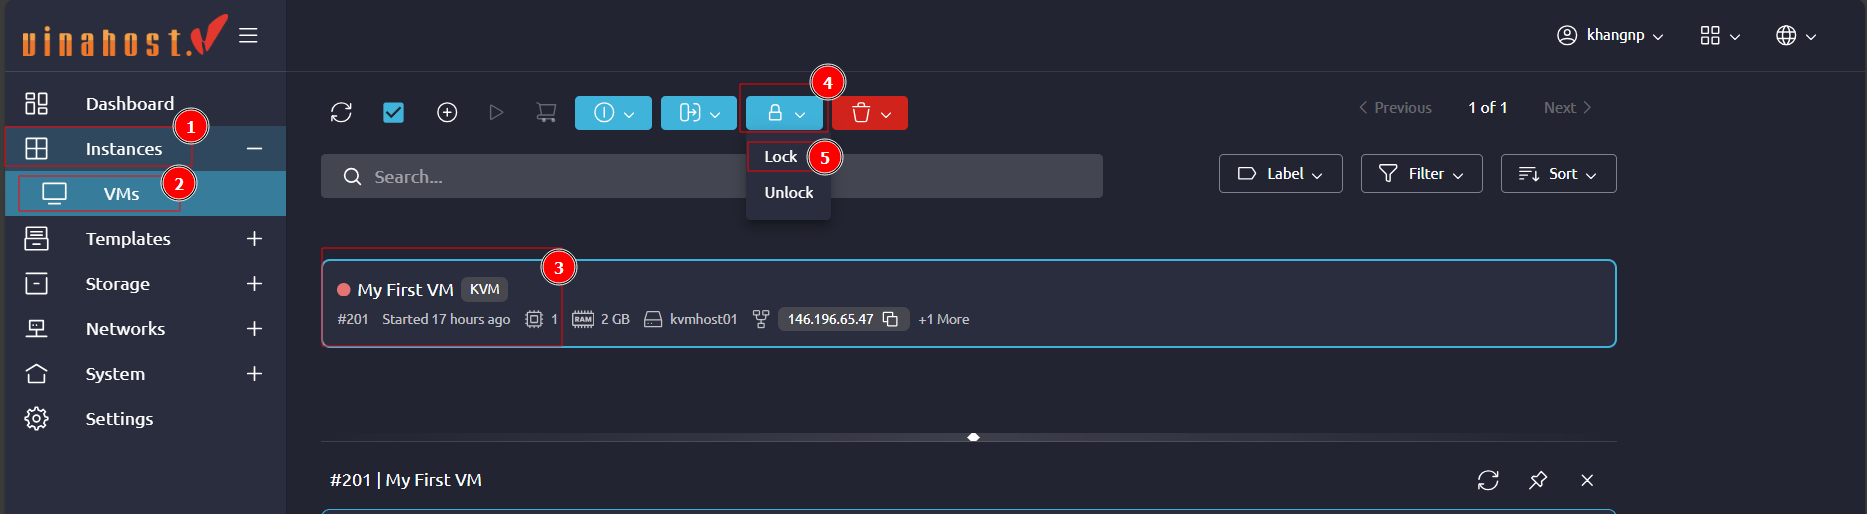 vinahost.
khangnp
Dashboard
4
Previous 1 of 1 Next
1
Instances
Lock 5
Search...
Label Filter Sort
2
VMs
Unlock
Templates
3
My First VM KVM
Storage
#201 Started 17 hours ago 1 RAM 2 GB kvmhost01 146.196.65.47 +1 More
Networks
System
Settings
#201 | My First VM